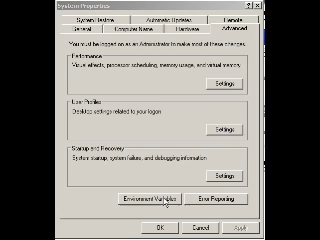 System Properties
System Restore Automatic Updates Remote
General Computer Name Hardware Advanced
You must be logged on as an Administrator to make most of these changes.
Performance
Visual effects, processor scheduling, memory usage, and virtual memory
Settings
User Profiles
Desktop settings related to your logon
Settings
Startup and Recovery
System startup, system failure, and debugging information
Settings
Environment Variables Error Reporting
OK Cancel Apply